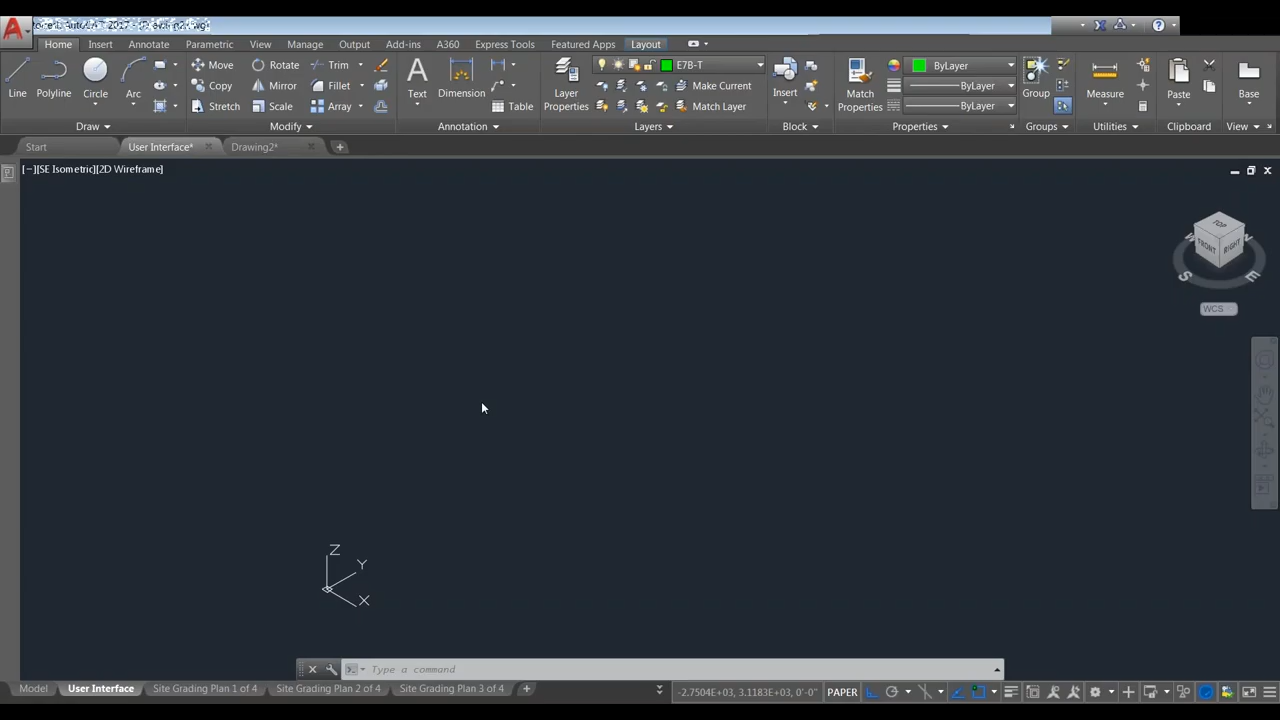 Home Insert Annotate Parametric View Manage Output Add-ins A360 Express Tools Featured Apps Layout
Move Rotate Trim E7B-T ByLayer
Copy Mirror Fillet Make Current ByLayer
Line Polyline Circle Arc Text Dimension Layer Properties Insert Match Properties Group Measure Paste Base
Stretch Scale Array Table Match Layer ByLayer
Draw Modify Annotation Layers Block Properties Groups Utilities Clipboard View
Start User Interface* Drawing2*
[−][SE Isometric][2D Wireframe]
TOP
W
FRONT RIGHT
S E
WCS
Z
Y
X
Type a command
Model User Interface Site Grading Plan 1 of 4 Site Grading Plan 2 of 4 Site Grading Plan 3 of 4 -2.7504E+03, 3.1183E+03, 0'-0" PAPER